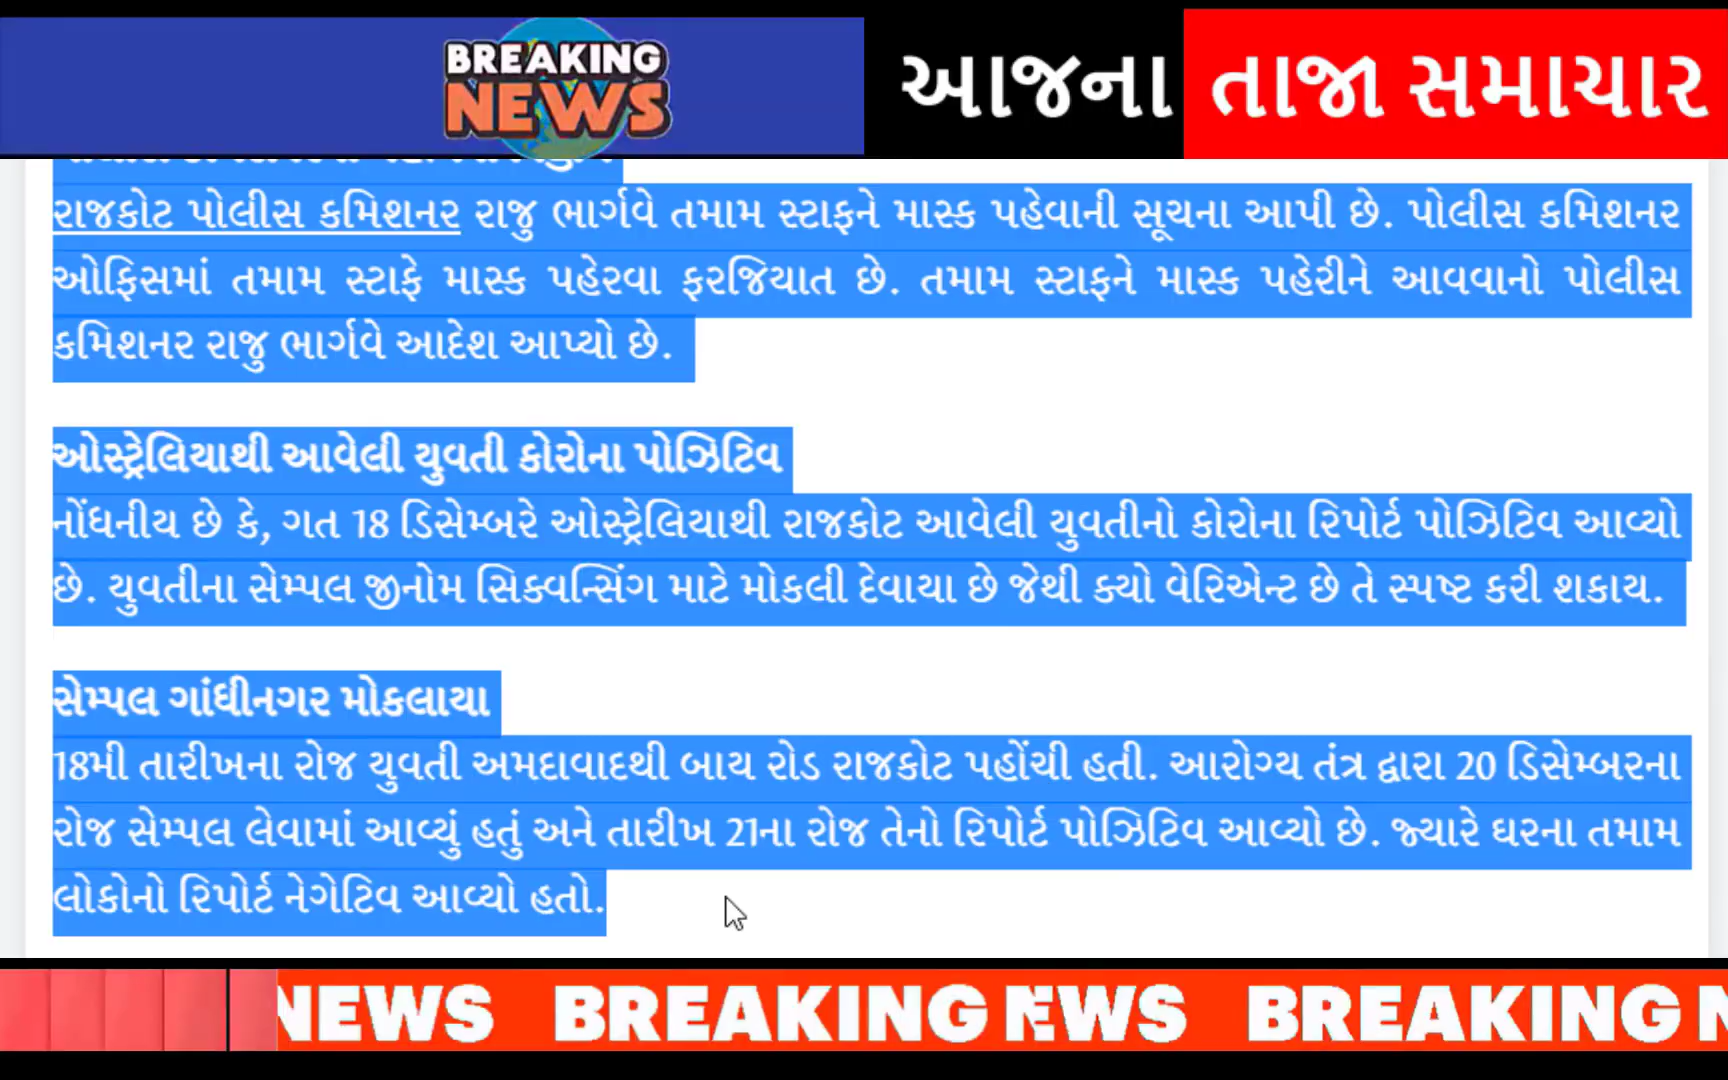 BREAKING
NEWS
આજના તાજા સમાચાર
રાજકોટ પોલીસ કમિશનર રાજુ ભાર્ગવે તમામ સ્ટાફને માસ્ક પહેવાની સૂચના આપી છે. પોલીસ કમિશનર
ઓફિસમાં તમામ સ્ટાફે માસ્ક પહેરવા ફરજિયાત છે. તમામ સ્ટાફને માસ્ક પહેરીને આવવાનો પોલીસ
કમિશનર રાજુ ભાર્ગવે આદેશ આપ્યો છે.
ઓસ્ટ્રેલિયાથી આવેલી યુવતી કોરોના પોઝિટિવ
નોંધનીય છે કે, ગત 18 ડિસેમ્બરે ઓસ્ટ્રેલિયાથી રાજકોટ આવેલી યુવતીનો કોરોના રિપોર્ટ પોઝિટિવ આવ્યો
છે. યુવતીના સેમ્પલ જીનોમ સિક્વન્સિંગ માટે મોકલી દેવાયા છે જેથી ક્યો વેરિએન્ટ છે તે સ્પષ્ટ કરી શકાય.
સેમ્પલ ગાંધીનગર મોકલાયા
18મી તારીખના રોજ યુવતી અમદાવાદથી બાય રોડ રાજકોટ પહોંચી હતી. આરોગ્ય તંત્ર દ્વારા 20 ડિસેમ્બરના
રોજ સેમ્પલ લેવામાં આવ્યું હતું અને તારીખ 21ના રોજ તેનો રિપોર્ટ પોઝિટિવ આવ્યો છે. જ્યારે ઘરના તમામ
લોકોનો રિપોર્ટ નેગેટિવ આવ્યો હતો.
NEWS BREAKING NEWS BREAKING N